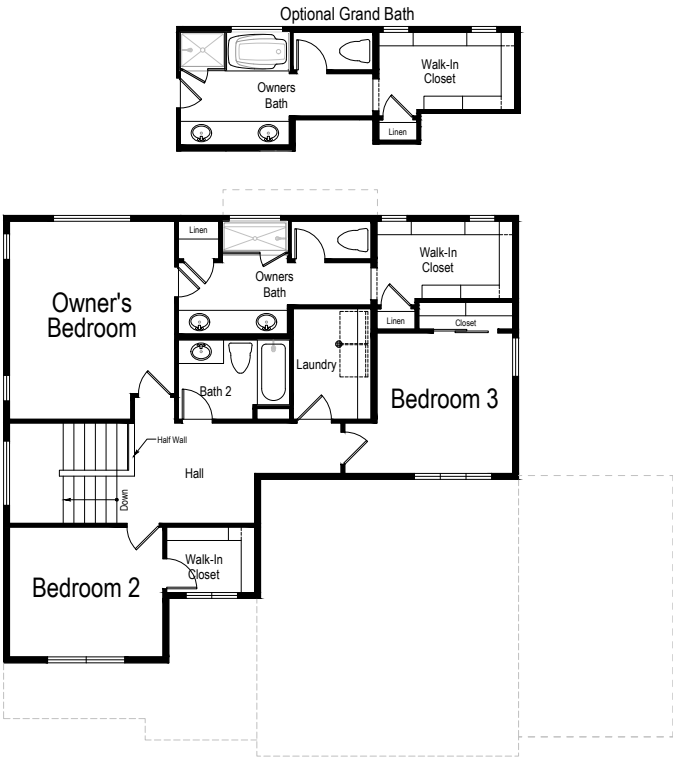 Optional Grand Bath
Walk-In
Closet
Owners
Bath
Linen
Linen
Walk-In
Closet
Owners
Bath
Owner's
Bedroom
Linen
Closet
Laundry
Bath 2
Bedroom 3
Half Wall
Hall
Down
Walk-In
Closet
Bedroom 2